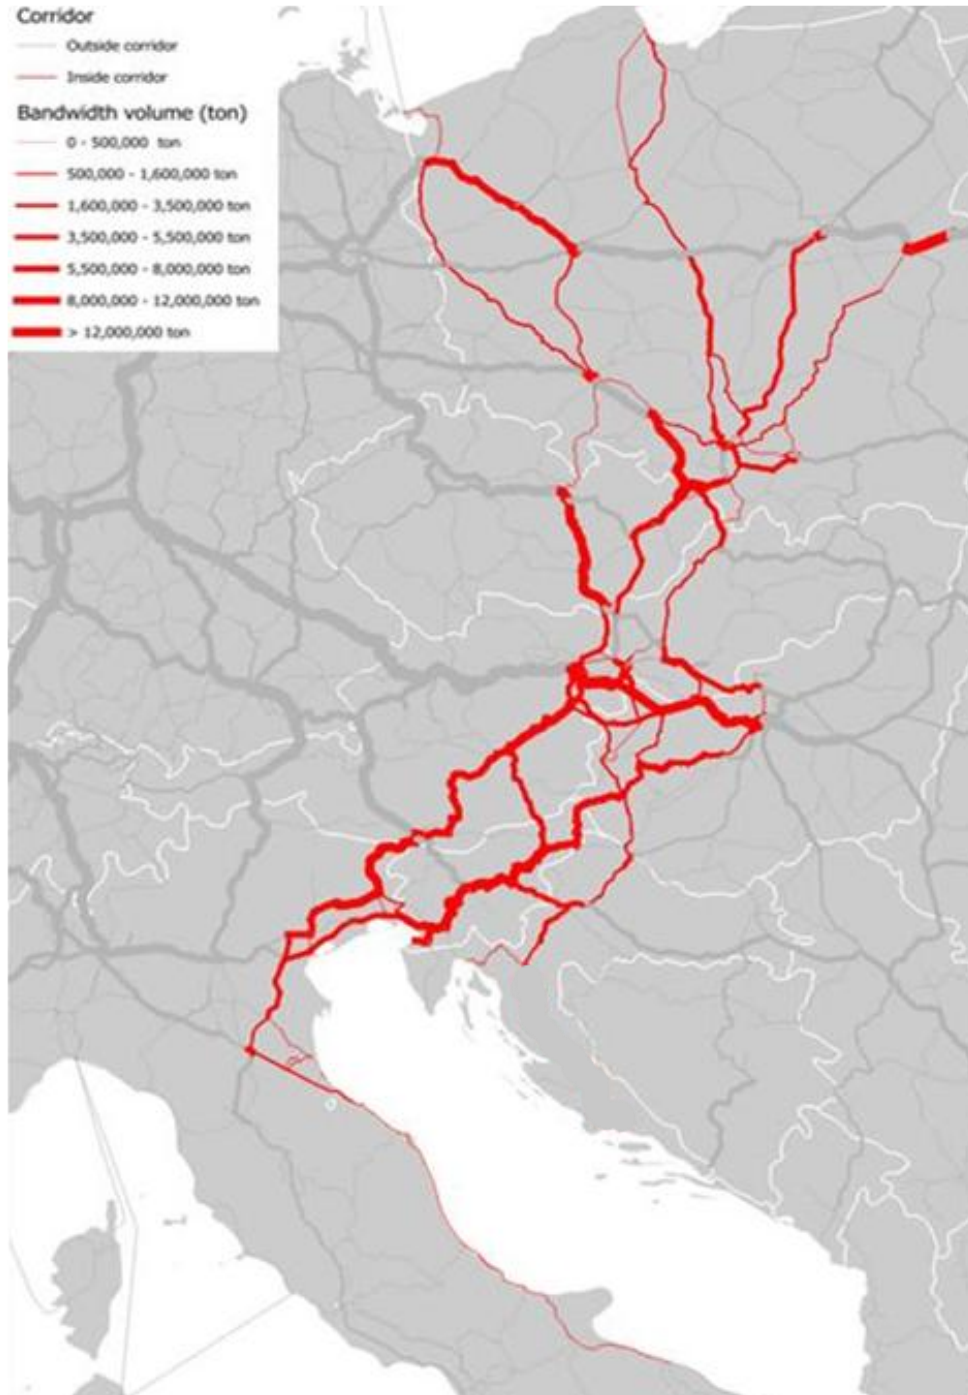 Corridor
Outside corridor
Inside corridor
Bandwidth volume (ton)
0 - 500,000 ton
500,000 - 1,600,000 ton
1,600,000 - 3,500,000 ton
3,500,000 - 5,500,000 ton
5,500,000 - 8,000,000 ton
8,000,000 - 12,000,000 ton
> 12,000,000 ton